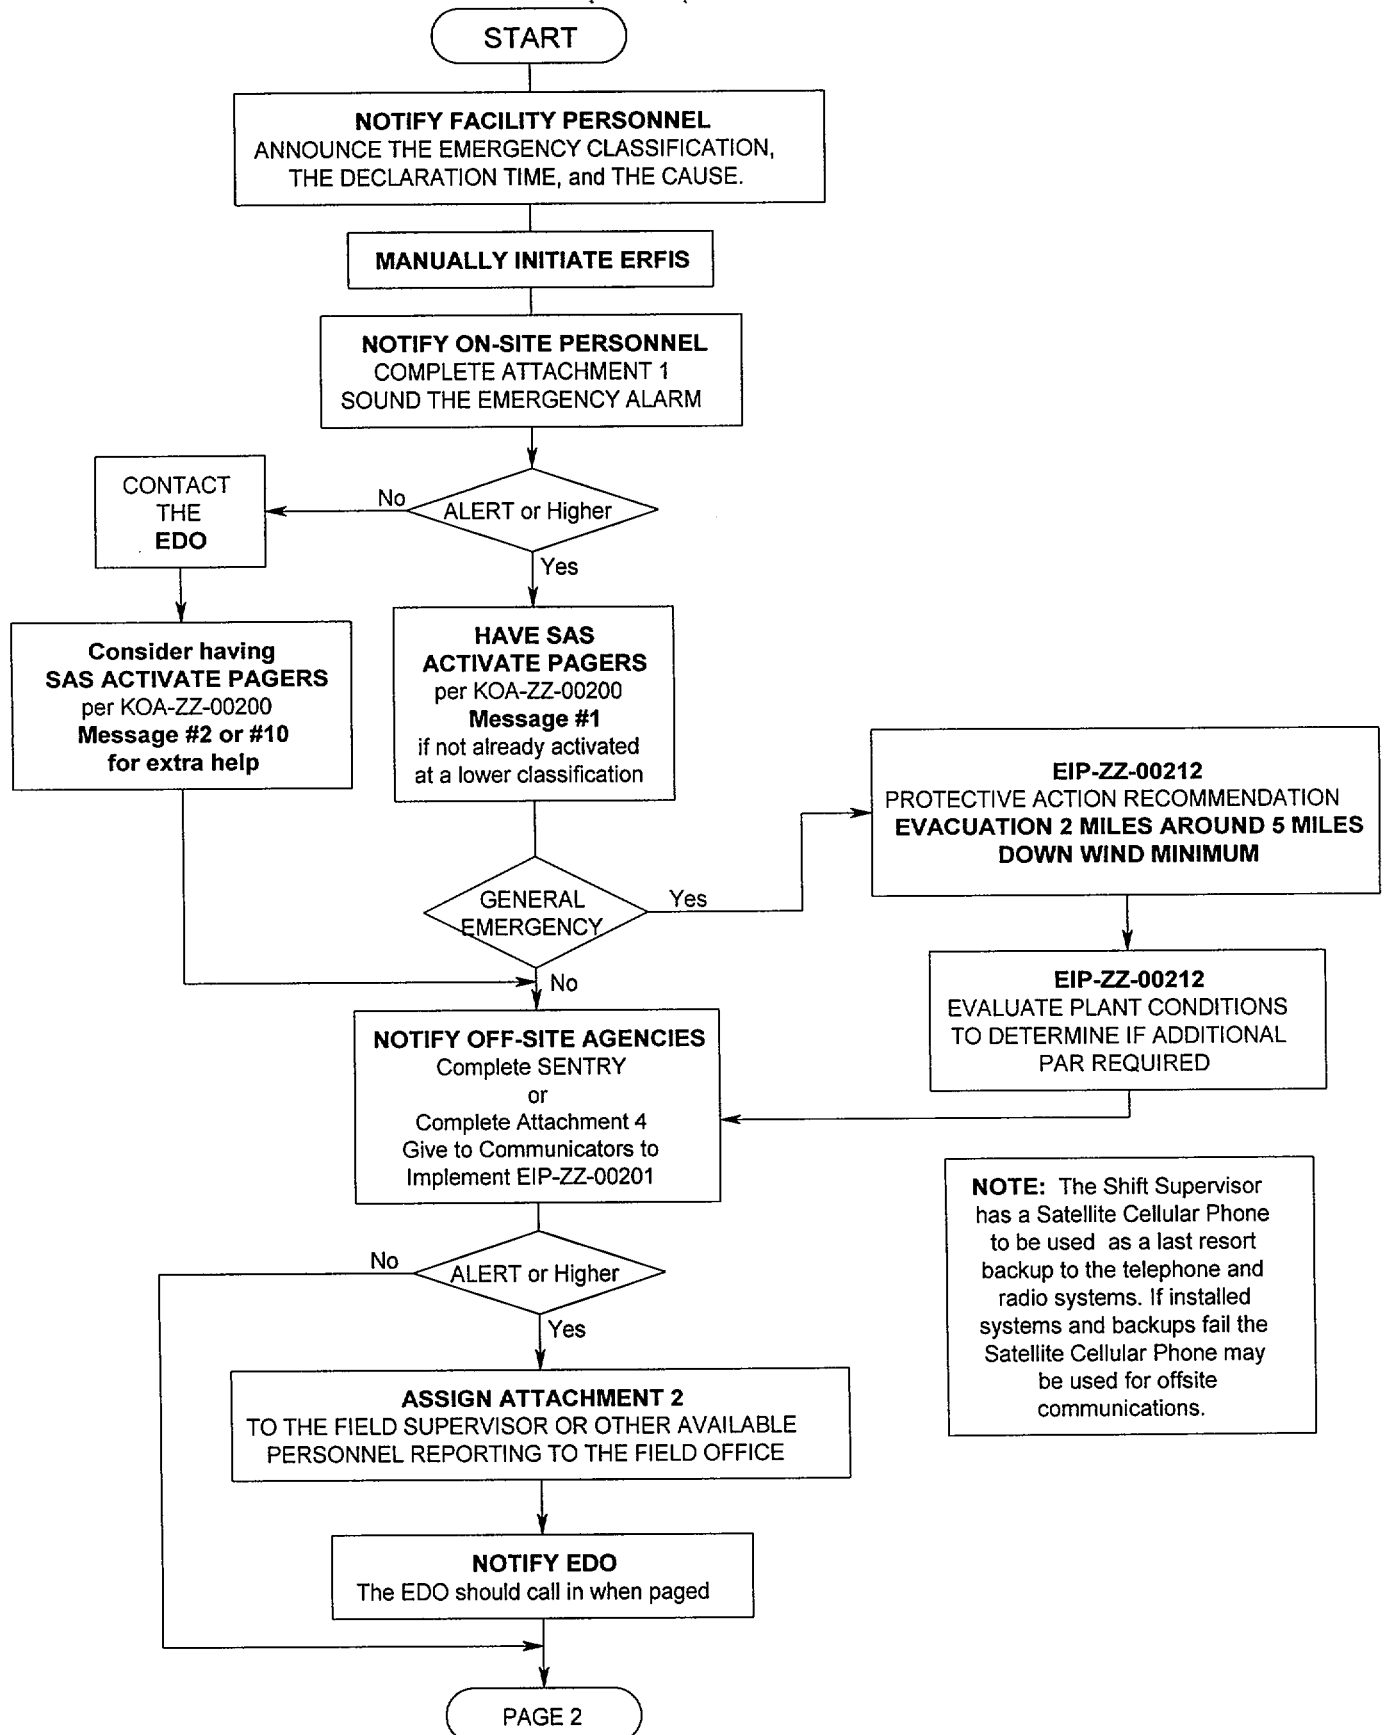 START
NOTIFY FACILITY PERSONNEL
ANNOUNCE THE EMERGENCY CLASSIFICATION,
THE DECLARATION TIME, and THE CAUSE.
MANUALLY INITIATE ERFIS
NOTIFY ON-SITE PERSONNEL
COMPLETE ATTACHMENT 1
SOUND THE EMERGENCY ALARM
ALERT or Higher
No
Yes
CONTACT
THE
EDO
Consider having
SAS ACTIVATE PAGERS
per KOA-ZZ-00200
Message #2 or #10
for extra help
HAVE SAS
ACTIVATE PAGERS
per KOA-ZZ-00200
Message #1
if not already activated
at a lower classification
GENERAL
EMERGENCY
Yes
No
EIP-ZZ-00212
PROTECTIVE ACTION RECOMMENDATION
EVACUATION 2 MILES AROUND 5 MILES
DOWN WIND MINIMUM
EIP-ZZ-00212
EVALUATE PLANT CONDITIONS
TO DETERMINE IF ADDITIONAL
PAR REQUIRED
NOTIFY OFF-SITE AGENCIES
Complete SENTRY
or
Complete Attachment 4
Give to Communicators to
Implement EIP-ZZ-00201
NOTE: The Shift Supervisor
has a Satellite Cellular Phone
to be used as a last resort
backup to the telephone and
radio systems. If installed
systems and backups fail the
Satellite Cellular Phone may
be used for offsite
communications.
ALERT or Higher
No
Yes
ASSIGN ATTACHMENT 2
TO THE FIELD SUPERVISOR OR OTHER AVAILABLE
PERSONNEL REPORTING TO THE FIELD OFFICE
NOTIFY EDO
The EDO should call in when paged
PAGE 2